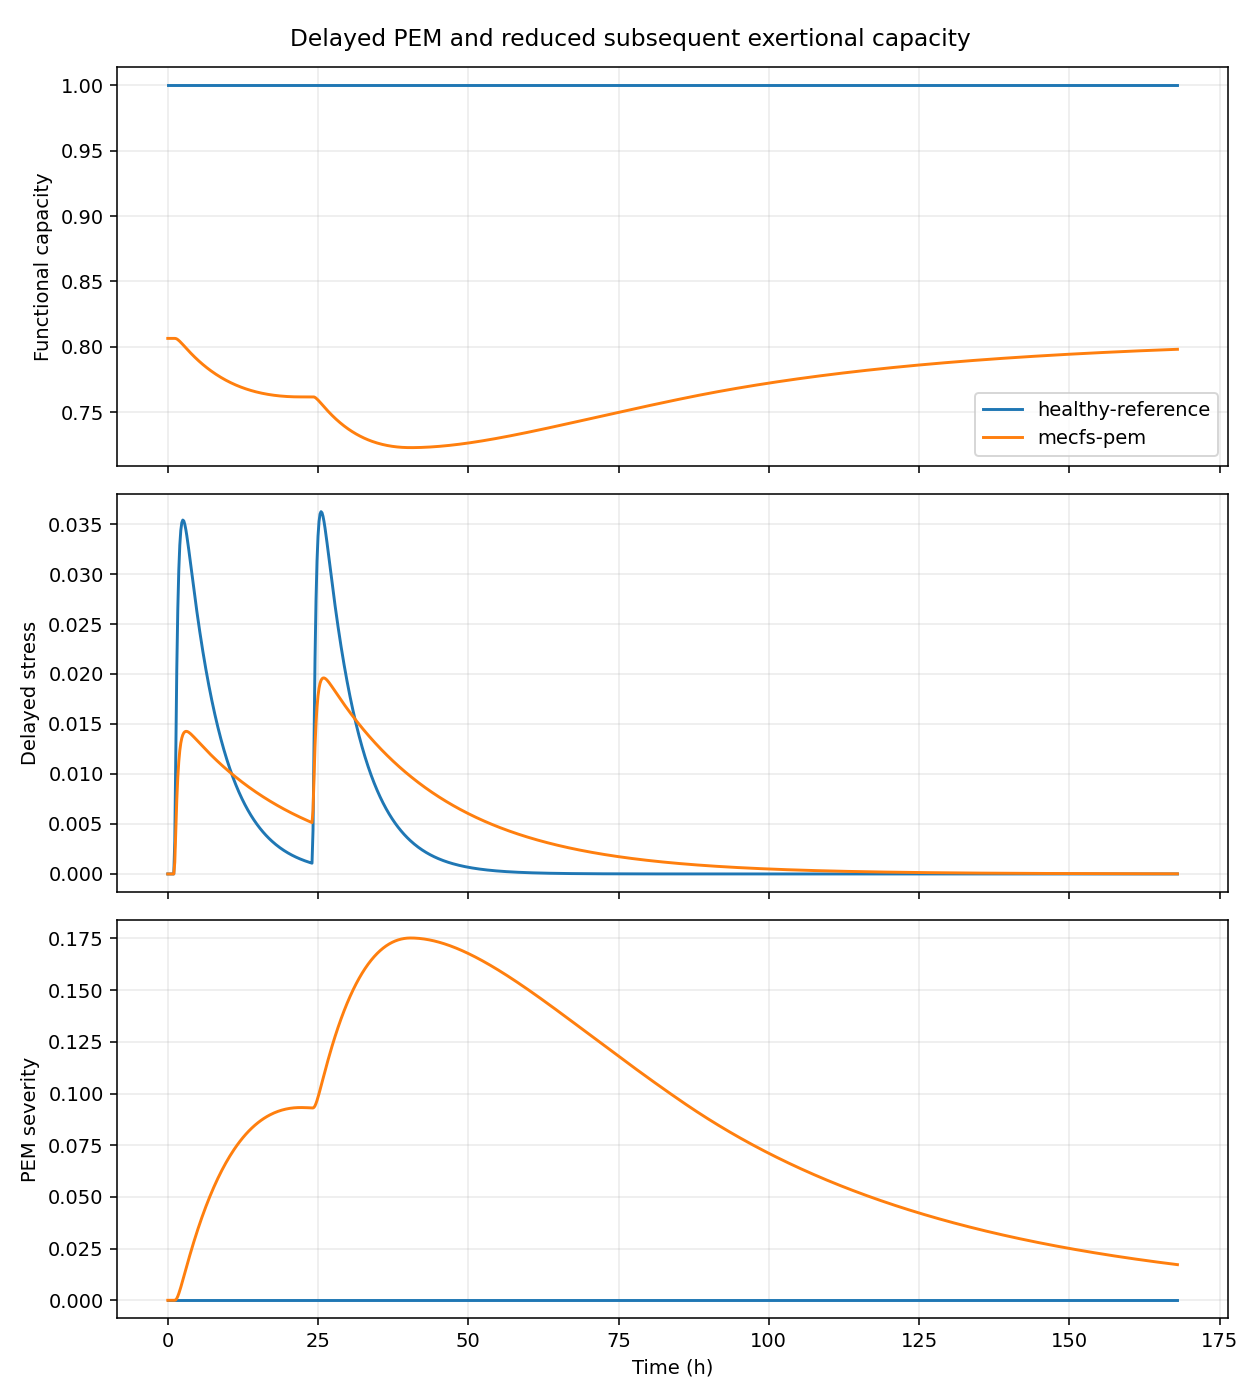 Delayed PEM and reduced subsequent exertional capacity
Functional capacity
1.00
0.95
0.90
0.85
0.80
0.75
healthy-reference
mecfs-pem
Delayed stress
0.035
0.030
0.025
0.020
0.015
0.010
0.005
0.000
PEM severity
0.175
0.150
0.125
0.100
0.075
0.050
0.025
0.000
0 25 50 75 100 125 150 175
Time (h)